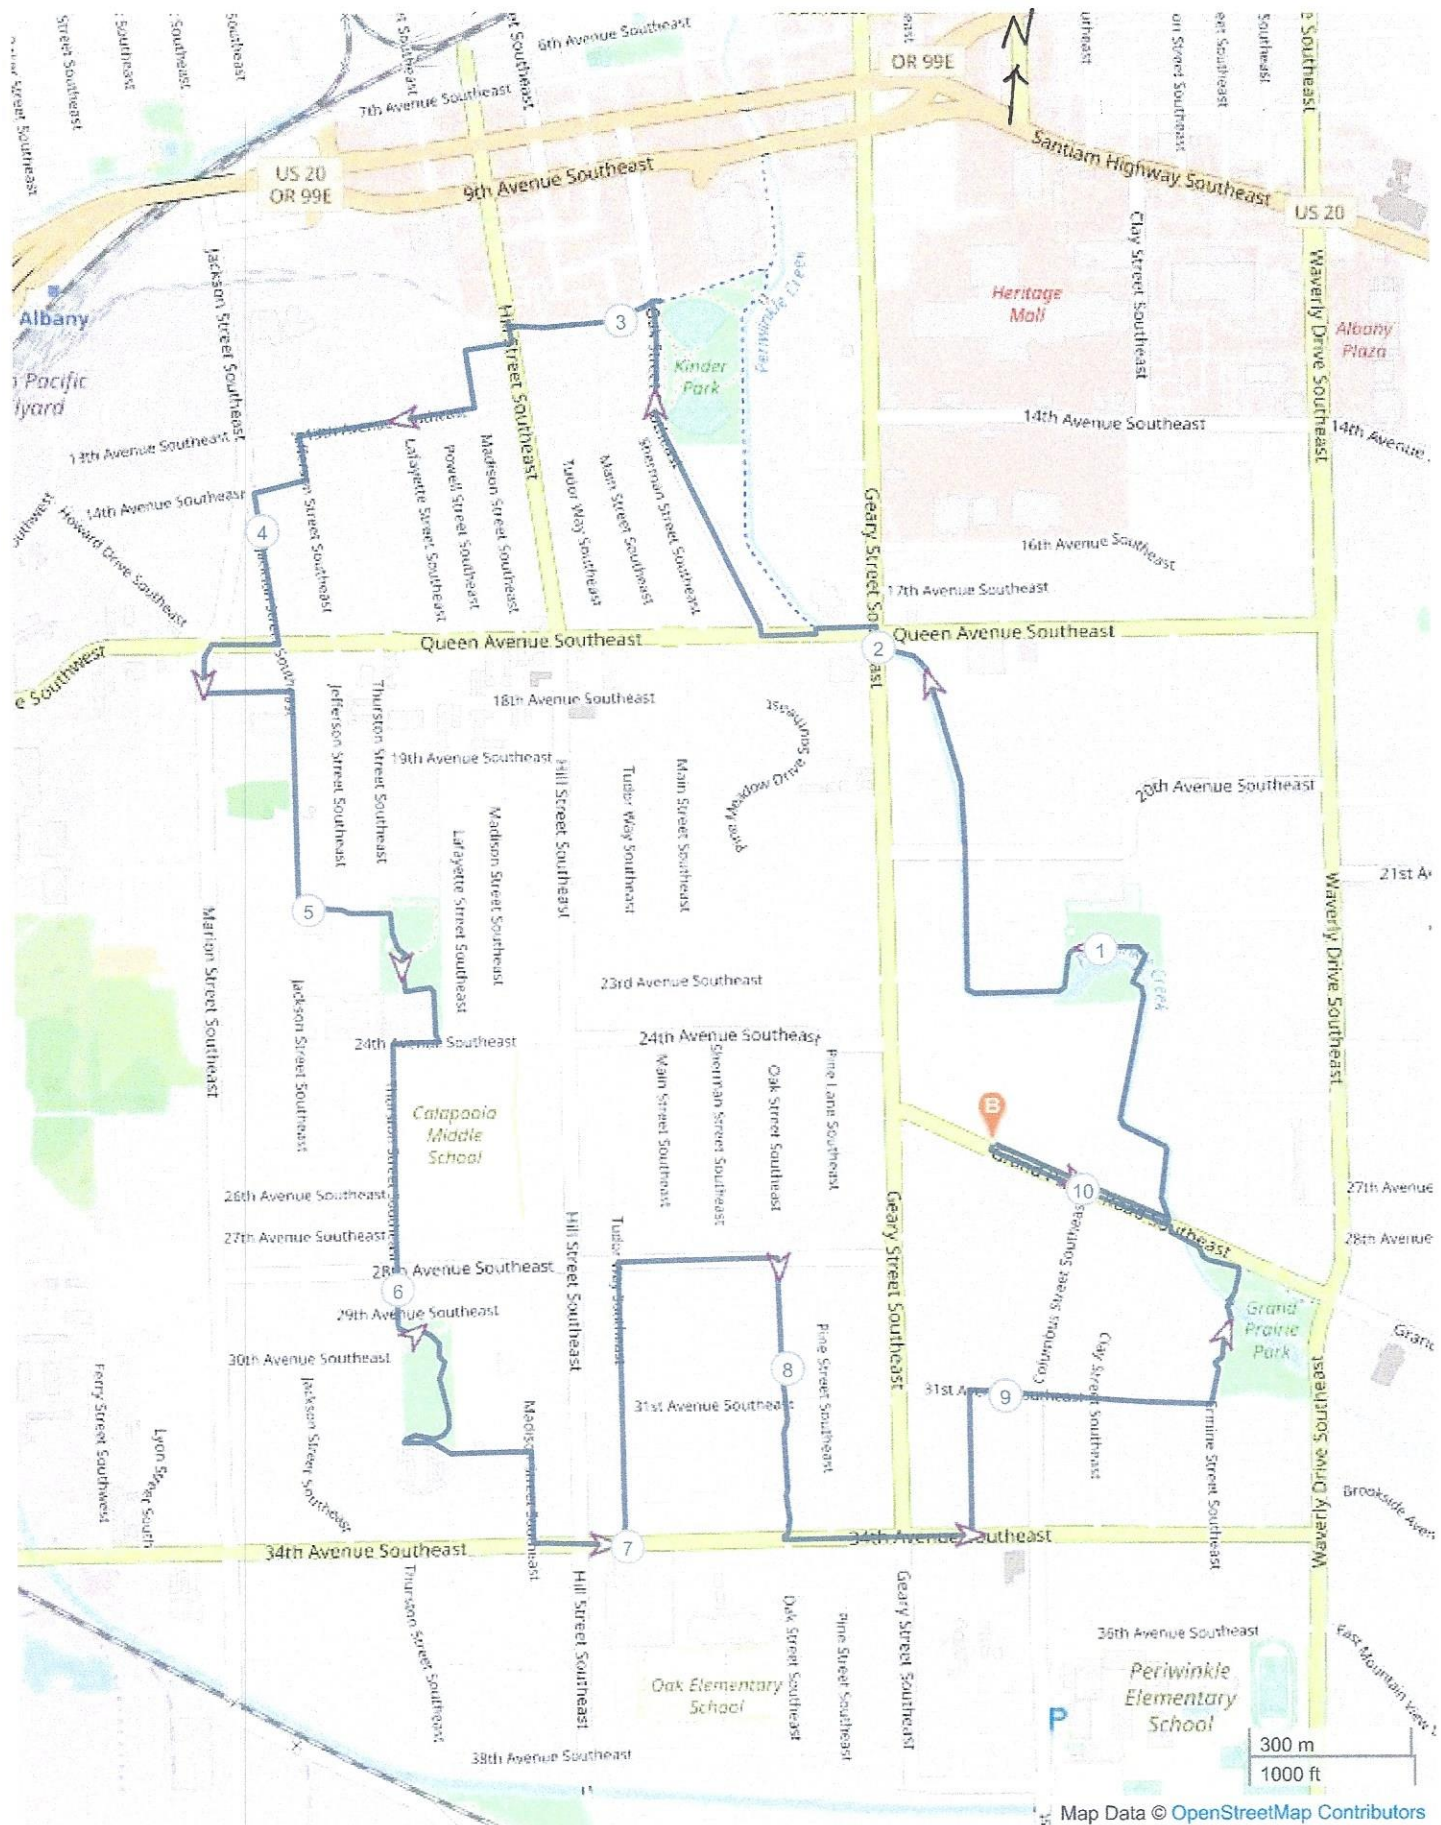 6th Avenue Southeast
7th Avenue Southeast
OR 99E
N
US 20
OR 99E
9th Avenue Southeast
Santiam Highway Southeast
US 20
Albany
Jackson Street Southeast
Hill Street Southeast
3
Kinder
Park
Periwinkle Creek
Heritage
Mall
Clay Street Southeast
Waverly Drive Southeast
Albany
Plaza
14th Avenue Southeast
14th Avenue
13th Avenue Southeast
14th Avenue Southeast
Howard Drive Southeast
4
Lafayette Street Southeast
Powell Street Southeast
Madison Street Southeast
Tudor Way Southeast
Main Street Southeast
Sherman Street Southeast
Geary Street
16th Avenue Southeast
17th Avenue Southeast
Queen Avenue Southeast
Queen Avenue Southeast
2
e Southwest
18th Avenue Southeast
Jefferson Street Southeast
Thurston Street Southeast
19th Avenue Southeast
Hill Street Southeast
Tudor Way Southeast
Main Street Southeast
Meadow Drive Southeast
20th Avenue Southeast
21st A
Waverly Drive Southeast
Madison Street Southeast
Lafayette Street Southeast
5
1
Marion Street Southeast
Jackson Street Southeast
23rd Avenue Southeast
24th Avenue Southeast
24th Avenue Southeast
Main Street Southeast
Sherman Street Southeast
Oak Street Southeast
Pine Lane Southeast
Calapooia
Middle
School
B
10
26th Avenue Southeast
27th Avenue Southeast
27th Avenue
28th Avenue
28th Avenue Southeast
Hill Street Southeast
Geary Street Southeast
Columbus Street Southeast
6
29th Avenue Southeast
30th Avenue Southeast
Grand
Prairie
Park
8
Pine Street Southeast
31st Avenue Southeast
9
Clay Street Southeast
Ermine Street Southeast
Waverly Drive Southeast
Ferry Street Southwest
Jackson Street Southeast
Madison Street Southeast
34th Avenue Southeast
7
34th Avenue Southeast
Thurston Street Southeast
Hill Street Southeast
Oak Street Southeast
Pine Street Southeast
Geary Street Southeast
36th Avenue Southeast
East Mountain View
Oak Elementary
School
Periwinkle
Elementary
School
P
38th Avenue Southeast
300 m
1000 ft
Map Data © OpenStreetMap Contributors